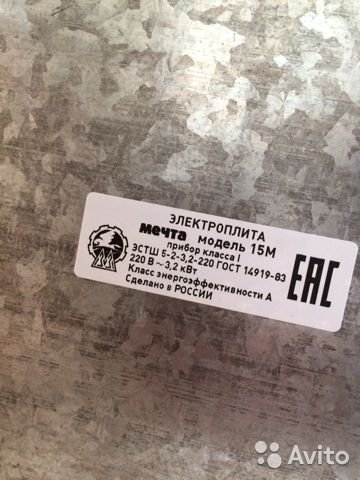 ЭЛЕКТРОПЛИТА
мечта модель 15М
прибор класса I
ЭСТШ 5-2-3,2-220 ГОСТ 14919-83
220 В ~ 3,2 кВт
Класс энергоэффективности А
Сделано в РОССИИ
ЕАС
Avito